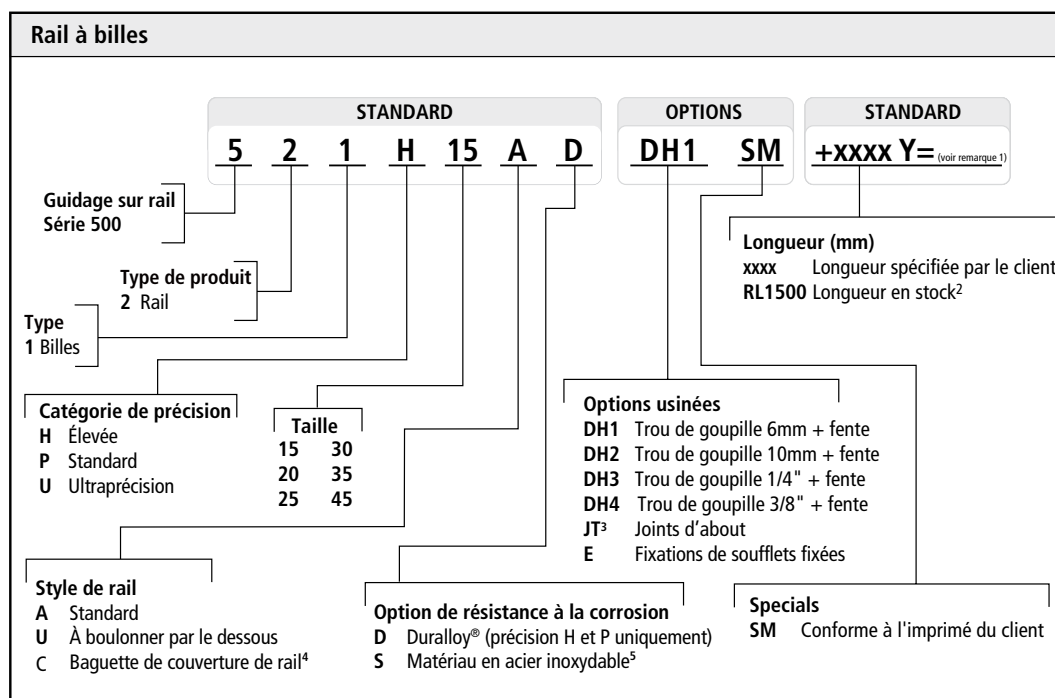 Rail à billes
STANDARD OPTIONS STANDARD
5 2 1 H 15 A D DH1 SM +xxxx Y= (voir remarque 1)
Guidage sur rail
Série 500
Type de produit
2 Rail
Type
1 Billes
Longueur (mm)
xxxx Longueur spécifiée par le client
RL1500 Longueur en stock²
Catégorie de précision
H Élevée
P Standard
U Ultraprécision
Taille
15 30
20 35
25 45
Options usinées
DH1 Trou de goupille 6mm + fente
DH2 Trou de goupille 10mm + fente
DH3 Trou de goupille 1/4" + fente
DH4 Trou de goupille 3/8" + fente
JT³ Joints d’about
E Fixations de soufflets fixées
Style de rail
A Standard
U À boulonner par le dessous
C Baguette de couverture de rail⁴
Option de résistance à la corrosion
D Duralloy® (précision H et P uniquement)
S Matériau en acier inoxydable⁵
Specials
SM Conforme à l'imprimé du client